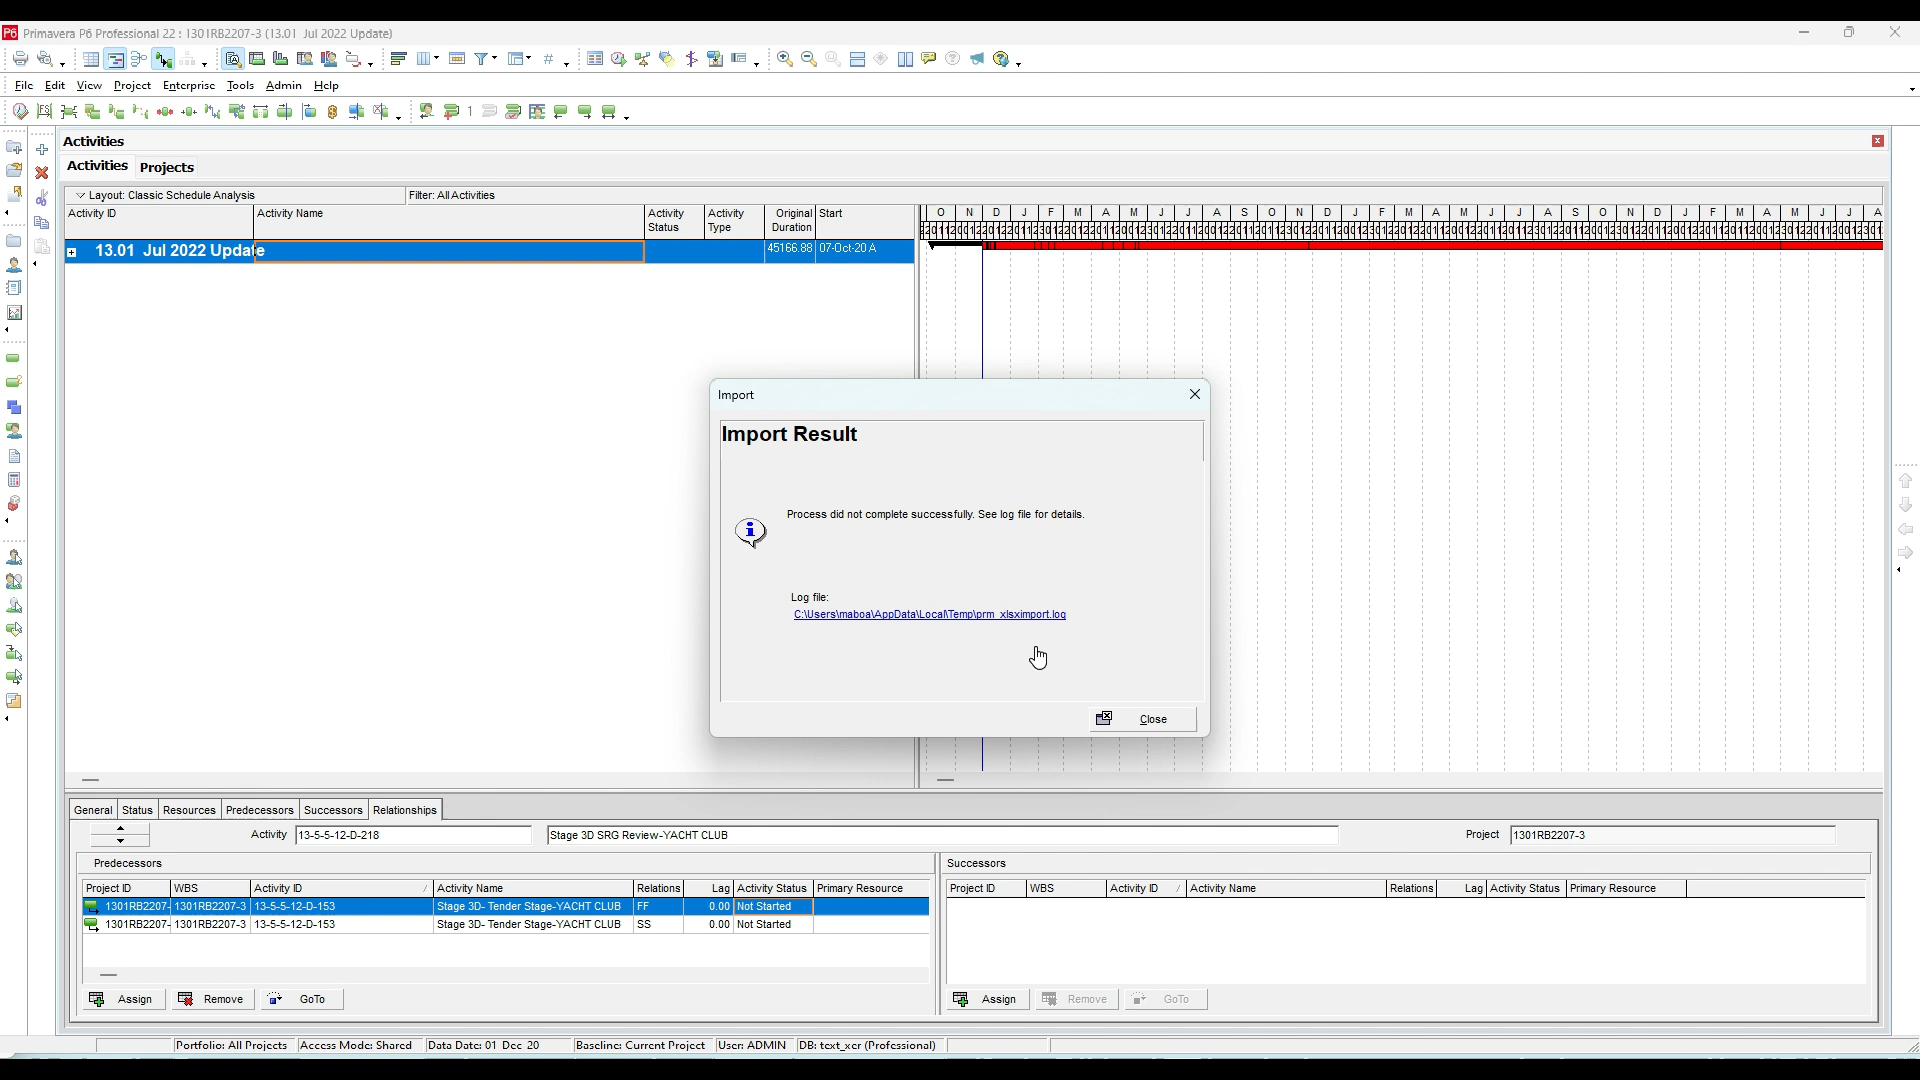 P6 Primavera P6 Professional 22 : 1301RB2207-3 (13.01 Jul 2022 Update)
File Edit View Project Enterprise Tools Admin Help
Activities
Activities Projects
Layout: Classic Schedule Analysis Filter: All Activities
Activity ID Activity Name Activity Status Activity Type Original Duration Start
O N D J F M A M J J A S O N D J F M A M J J A S O N D J F M A M J J A
13.01 Jul 2022 Update 45166.88 07-Oct-20 A
Import
Import Result
Process did not complete successfully. See log file for details.
Log file:
C:\Users\maboa\AppData\Local\Temp\prm_xlsximport.log
Close
General Status Resources Predecessors Successors Relationships
Activity 13-5-5-12-D-218 Stage 3D SRG Review-YACHT CLUB Project 1301RB2207-3
Predecessors Successors
Project ID WBS Activity ID Activity Name Relations Lag Activity Status Primary Resource Project ID WBS Activity ID Activity Name Relations Lag Activity Status Primary Resource
1301RB2207- 1301RB2207-3 13-5-5-12-D-153 Stage 3D- Tender Stage-YACHT CLUB FF 0.00 Not Started
1301RB2207- 1301RB2207-3 13-5-5-12-D-153 Stage 3D- Tender Stage-YACHT CLUB SS 0.00 Not Started
Assign Remove GoTo Assign Remove GoTo
Portfolio: All Projects Access Mode: Shared Data Date: 01 Dec 20 Baseline: Current Project User: ADMIN DB: text_xer (Professional)